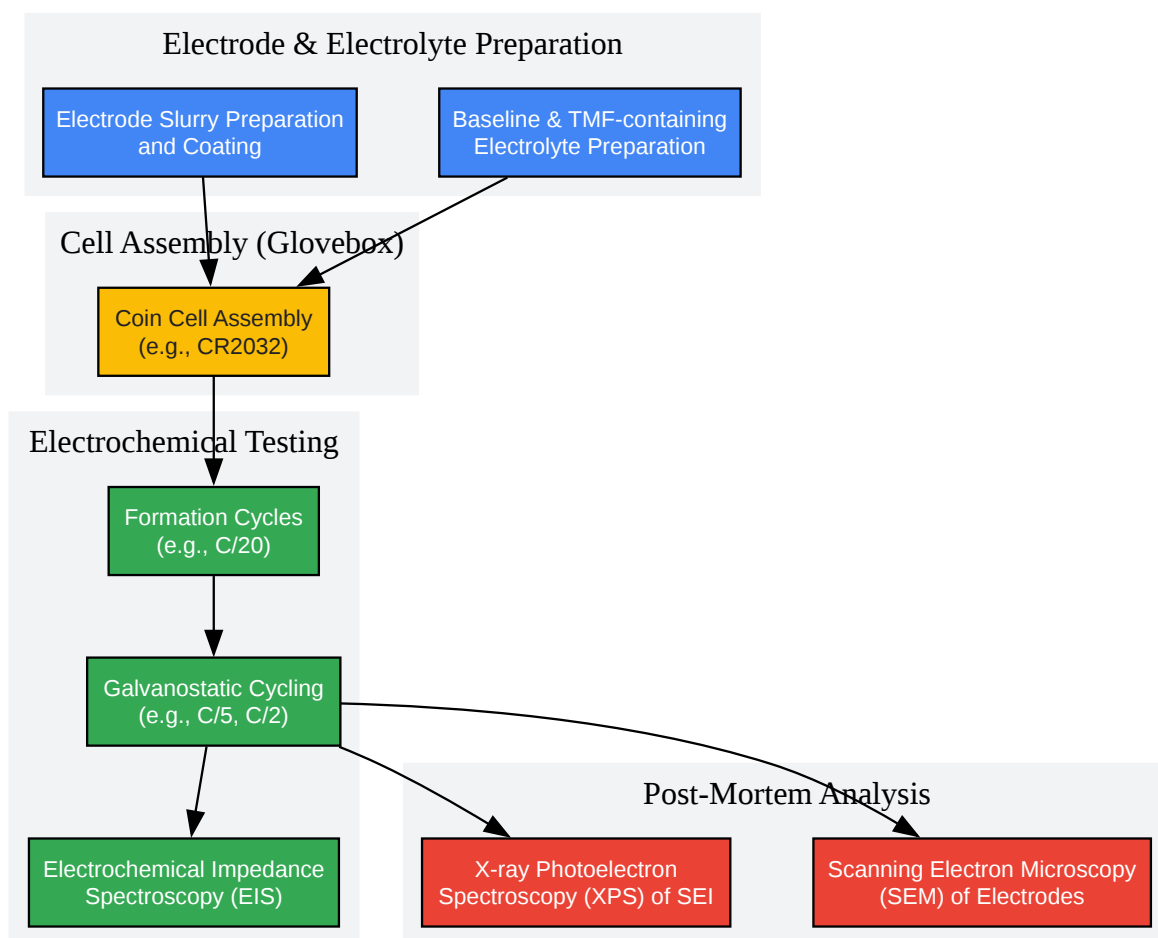 Electrode & Electrolyte Preparation
Electrode Slurry Preparation
and Coating
Baseline & TMF-containing
Electrolyte Preparation
Cell Assembly (Glovebox)
Coin Cell Assembly
(e.g., CR2032)
Electrochemical Testing
Formation Cycles
(e.g., C/20)
Galvanostatic Cycling
(e.g., C/5, C/2)
Electrochemical Impedance
Spectroscopy (EIS)
Post-Mortem Analysis
X-ray Photoelectron
Spectroscopy (XPS) of SEI
Scanning Electron Microscopy
(SEM) of Electrodes